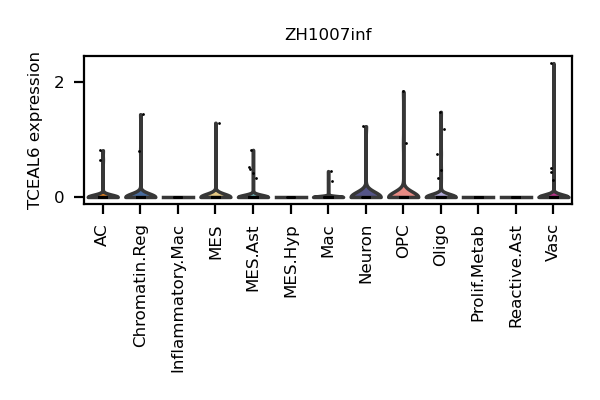 ZH1007inf
TCEAL6 expression
2
0
AC
Chromatin.Reg
Inflammatory.Mac
MES
MES.Ast
MES.Hyp
Mac
Neuron
OPC
Oligo
Prolif.Metab
Reactive.Ast
Vasc